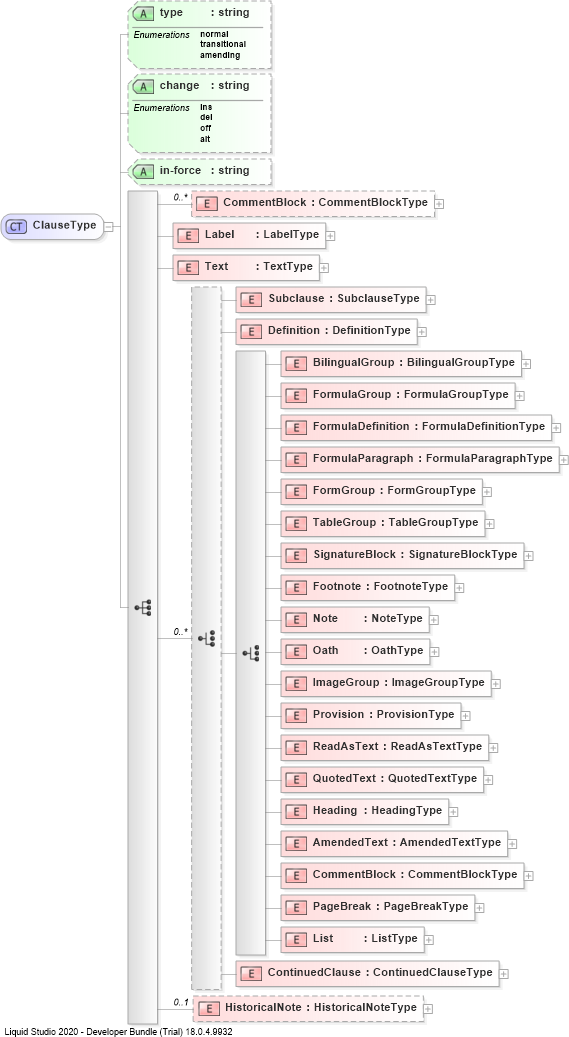 A type : string
Enumerations normal
transitional
amending
A change : string
Enumerations ins
del
off
alt
A in-force : string
0..* E CommentBlock : CommentBlockType
CT ClauseType
E Label : LabelType
E Text : TextType
E Subclause : SubclauseType
E Definition : DefinitionType
E BilingualGroup : BilingualGroupType
E FormulaGroup : FormulaGroupType
E FormulaDefinition : FormulaDefinitionType
E FormulaParagraph : FormulaParagraphType
E FormGroup : FormGroupType
E TableGroup : TableGroupType
E SignatureBlock : SignatureBlockType
E Footnote : FootnoteType
E Note : NoteType
0..*
E Oath : OathType
E ImageGroup : ImageGroupType
E Provision : ProvisionType
E ReadAsText : ReadAsTextType
E QuotedText : QuotedTextType
E Heading : HeadingType
E AmendedText : AmendedTextType
E CommentBlock : CommentBlockType
E PageBreak : PageBreakType
E List : ListType
E ContinuedClause : ContinuedClauseType
0..1 E HistoricalNote : HistoricalNoteType
Liquid Studio 2020 - Developer Bundle (Trial) 18.0.4.9932